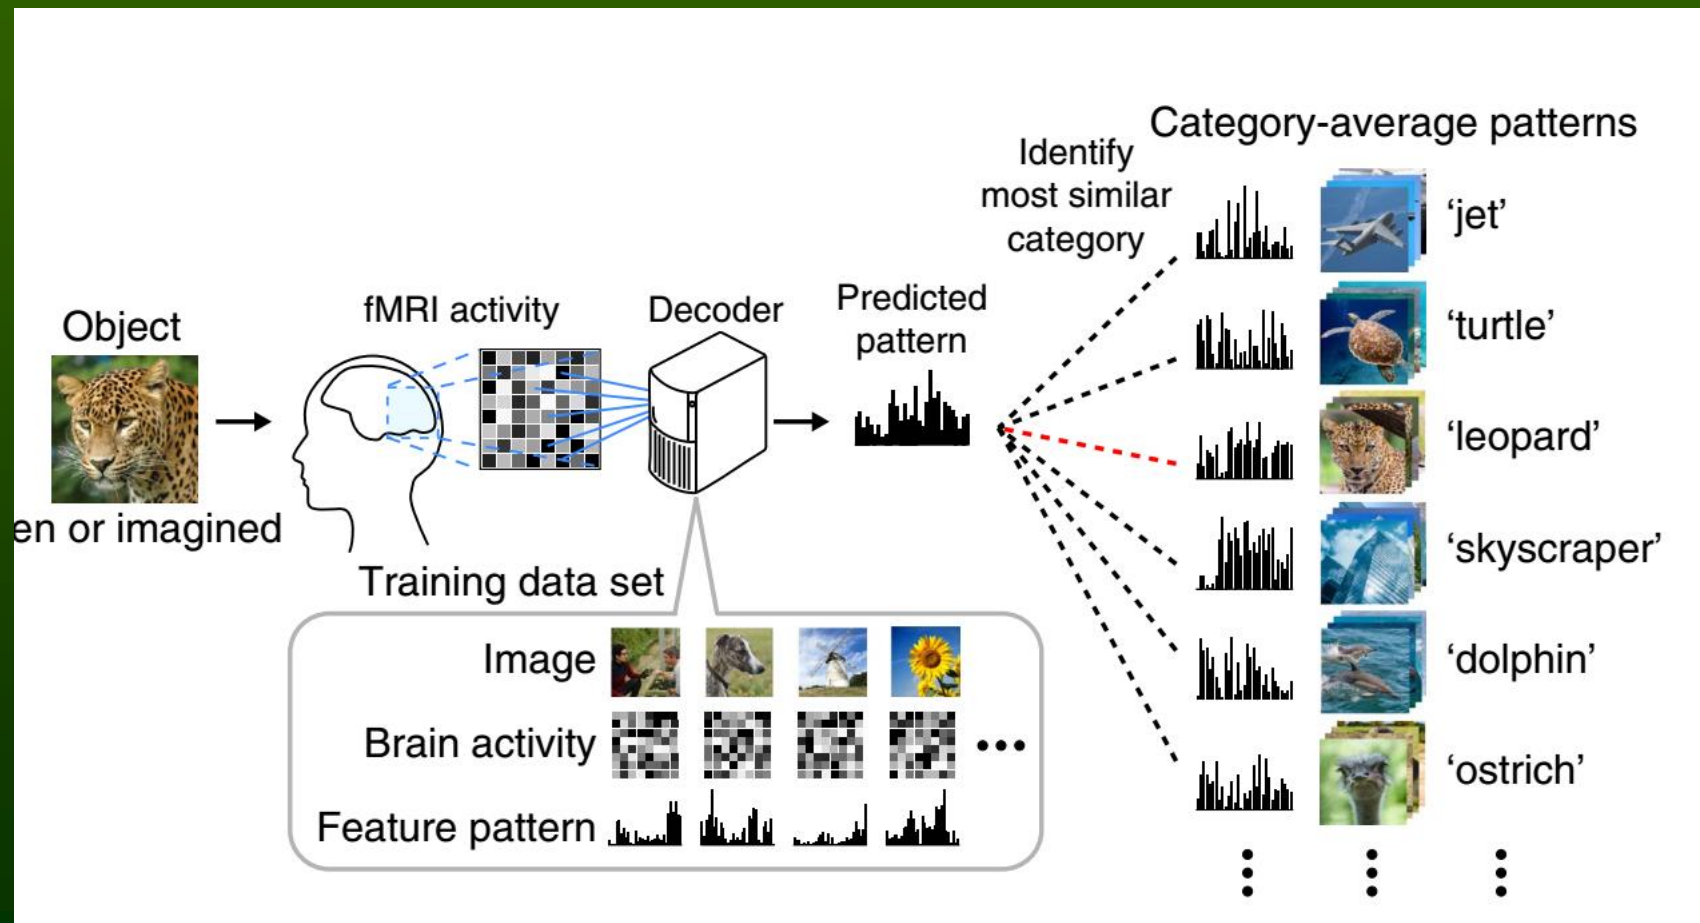 Category-average patterns
Identify
most similar
category
'jet'
'turtle'
'leopard'
'skyscraper'
'dolphin'
'ostrich'
Object
en or imagined
fMRI activity
Decoder
Predicted
pattern
Training data set
Image
Brain activity
Feature pattern